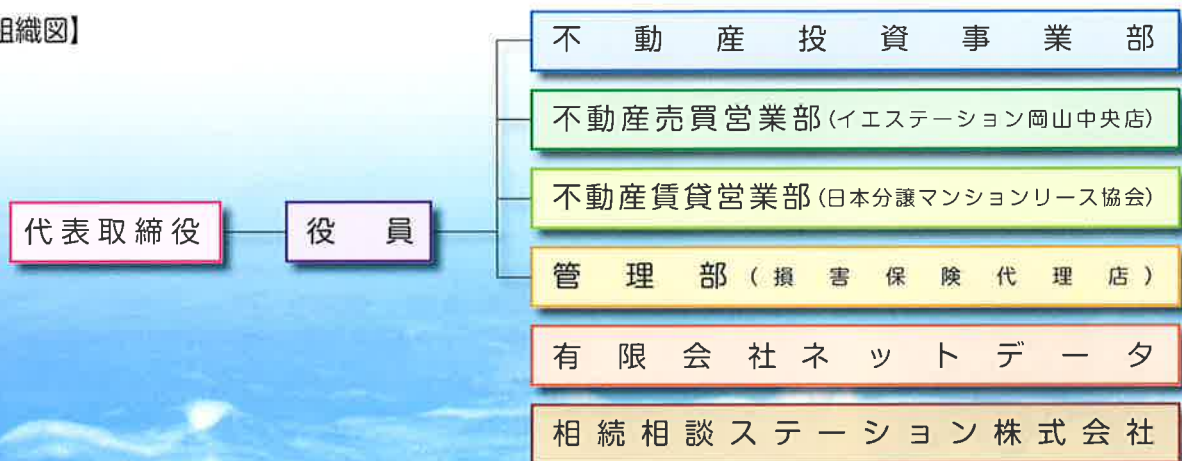 組織図】
不動産投資事業部
不動産売買営業部(イエステーション岡山中央店)
不動産賃貸営業部(日本分譲マンションリース協会)
代表取締役
役員
管理部(損害保険代理店)
有限会社ネットデータ
相続相談ステーション株式会社